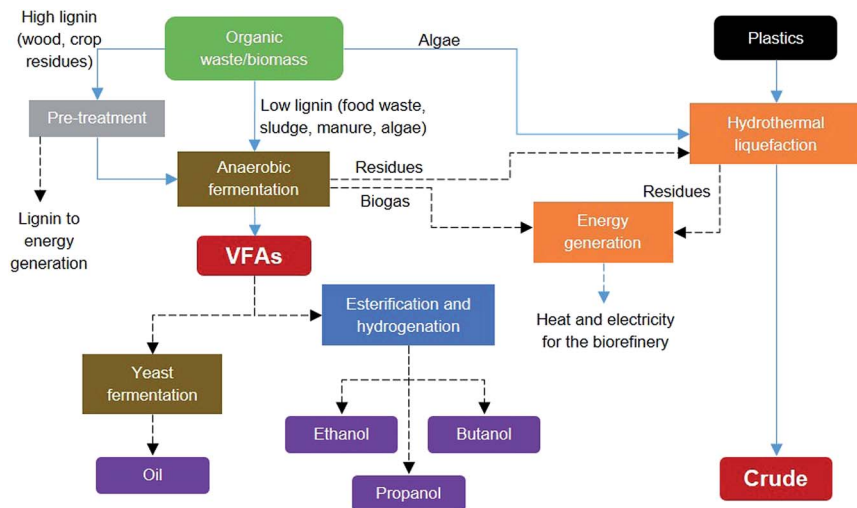 High lignin
(wood, crop
residues)
Organic
waste/biomass
Algae
Plastics
Pre-treatment
Low lignin (food waste,
sludge, manure, algae)
Hydrothermal
liquefaction
Anaerobic
fermentation
Residues
Biogas
Residues
Lignin to
energy
generation
Energy
generation
VFAs
Esterification and
hydrogenation
Heat and electricity
for the biorefinery
Yeast
fermentation
Ethanol
Butanol
Oil
Propanol
Crude